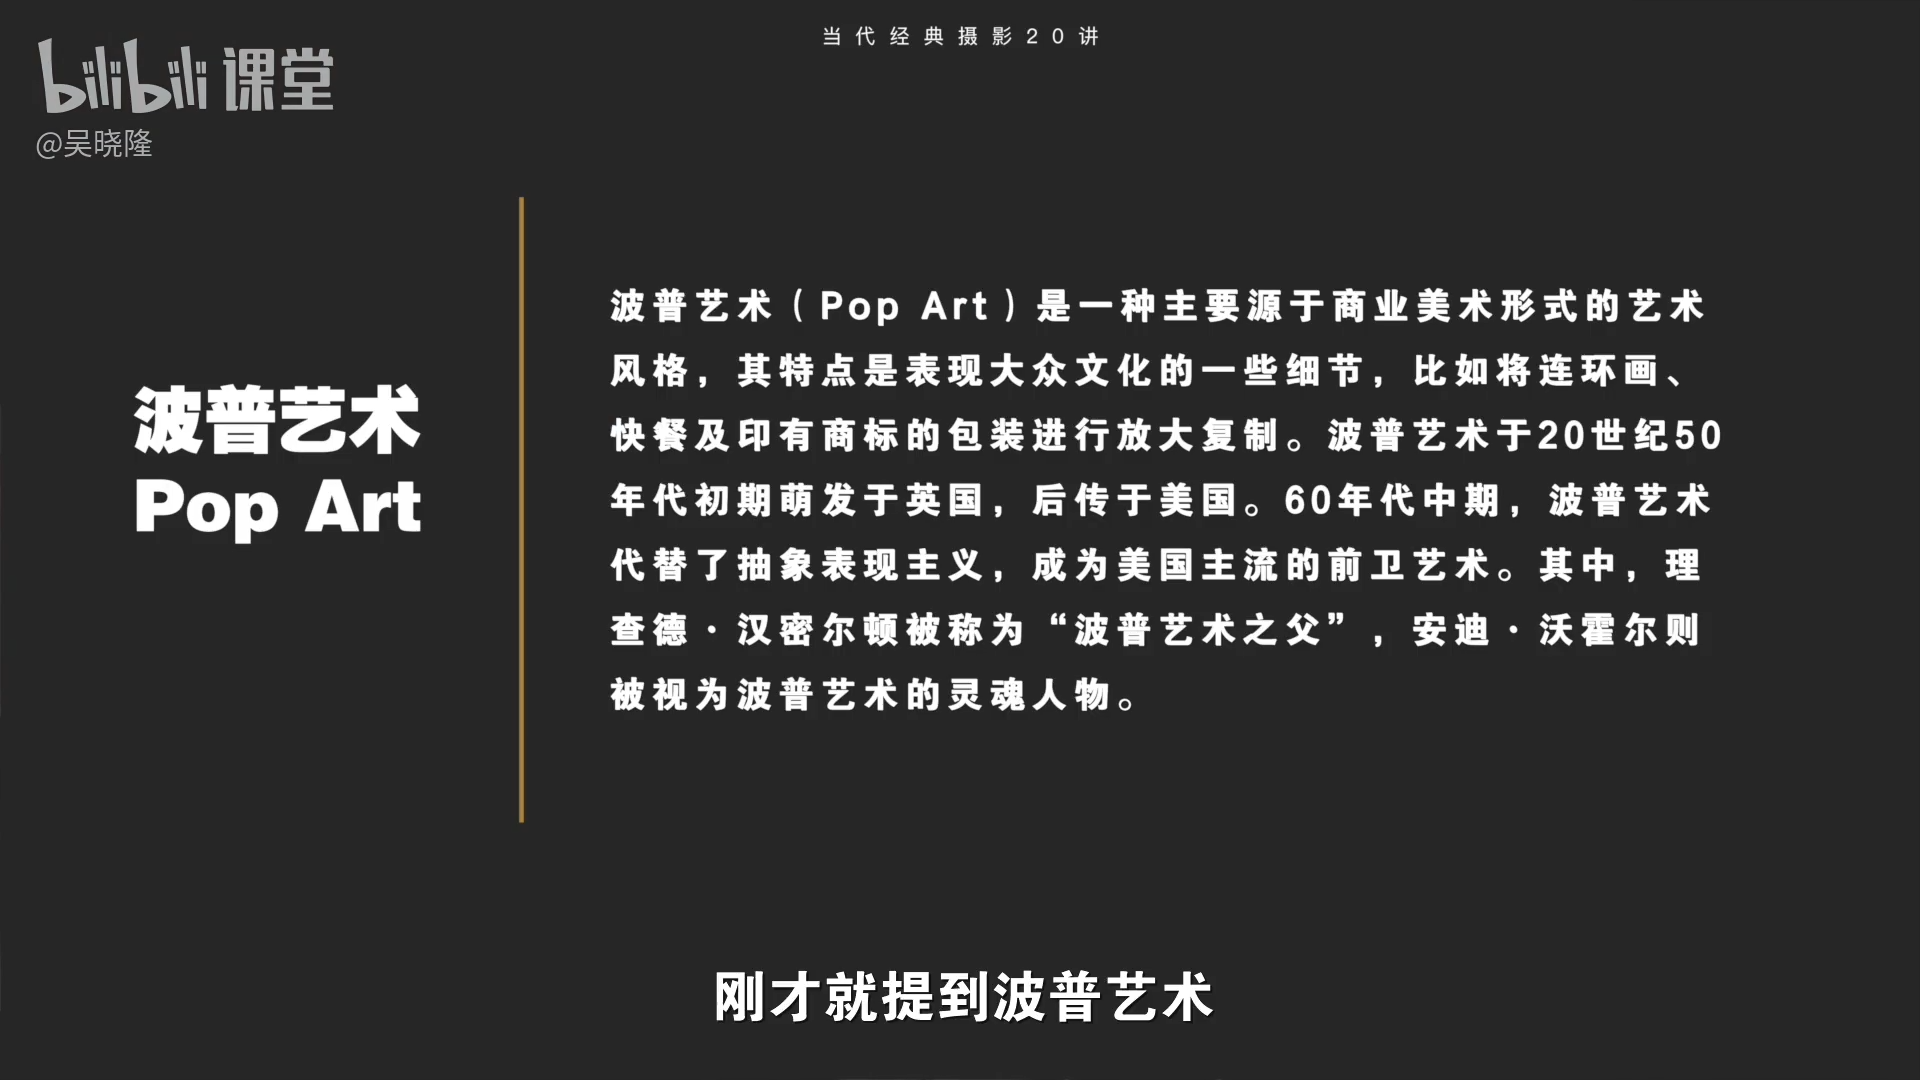 当代经典摄影20讲
bilibili课堂
@吴晓隆
波普艺术
Pop Art
波普艺术（Pop Art）是一种主要源于商业美术形式的艺术
风格，其特点是表现大众文化的一些细节，比如将连环画、
快餐及印有商标的包装进行放大复制。波普艺术于20世纪50
年代初期萌发于英国，后传于美国。60年代中期，波普艺术
代替了抽象表现主义，成为美国主流的前卫艺术。其中，理
查德·汉密尔顿被称为“波普艺术之父”，安迪·沃霍尔则
被视为波普艺术的灵魂人物。
刚才就提到波普艺术